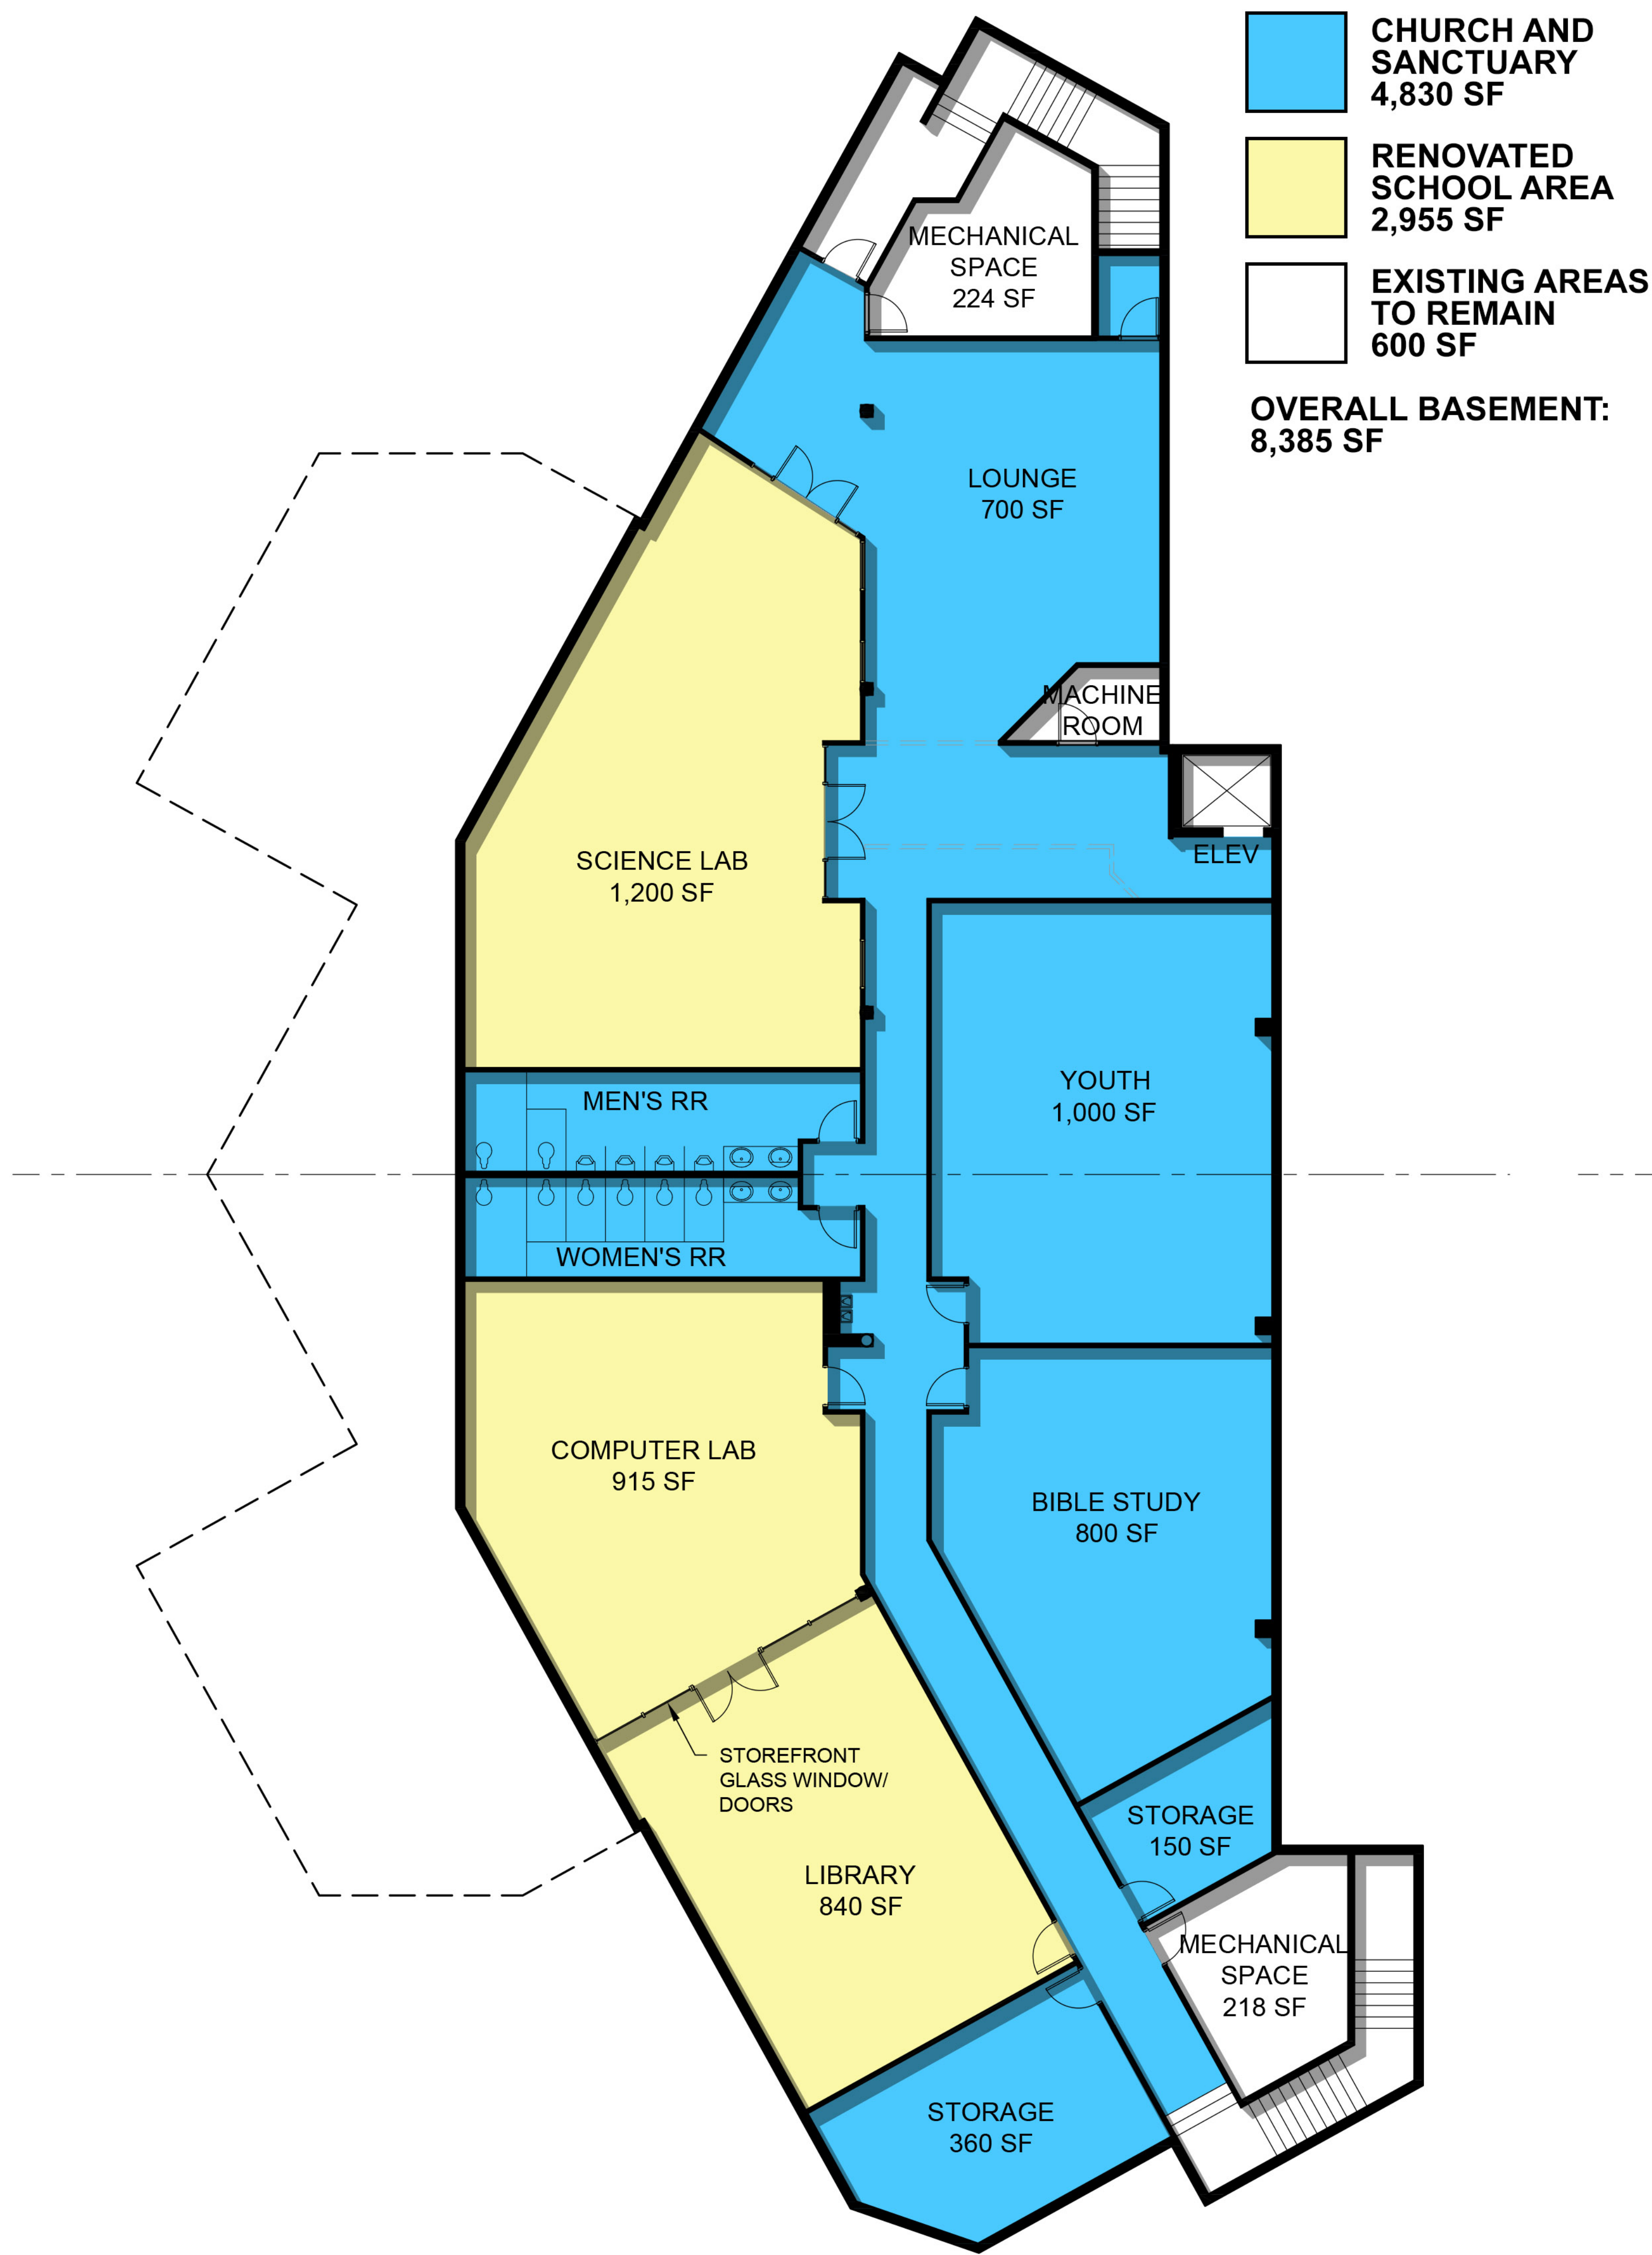 CHURCH AND
SANCTUARY
4,830 SF
RENOVATED
SCHOOL AREA
2,955 SF
EXISTING AREAS
TO REMAIN
600 SF
OVERALL BASEMENT:
8,385 SF
MECHANICAL
SPACE
224 SF
LOUNGE
700 SF
MACHINE
ROOM
ELEV
SCIENCE LAB
1,200 SF
YOUTH
1,000 SF
MEN'S RR
WOMEN'S RR
COMPUTER LAB
915 SF
BIBLE STUDY
800 SF
STOREFRONT
GLASS WINDOW/
DOORS
STORAGE
150 SF
LIBRARY
840 SF
MECHANICAL
SPACE
218 SF
STORAGE
360 SF